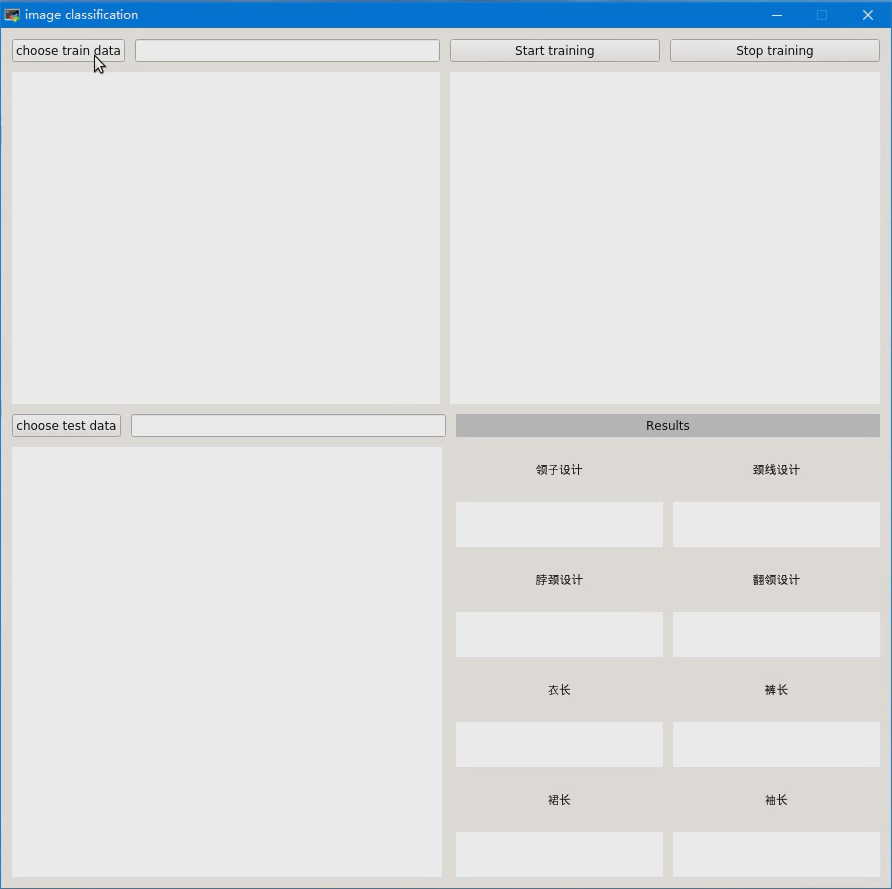 image classification
choose train data
Start training
Stop training
choose test data
Results
领子设计
颈线设计
脖颈设计
翻领设计
衣长
裤长
裙长
袖长